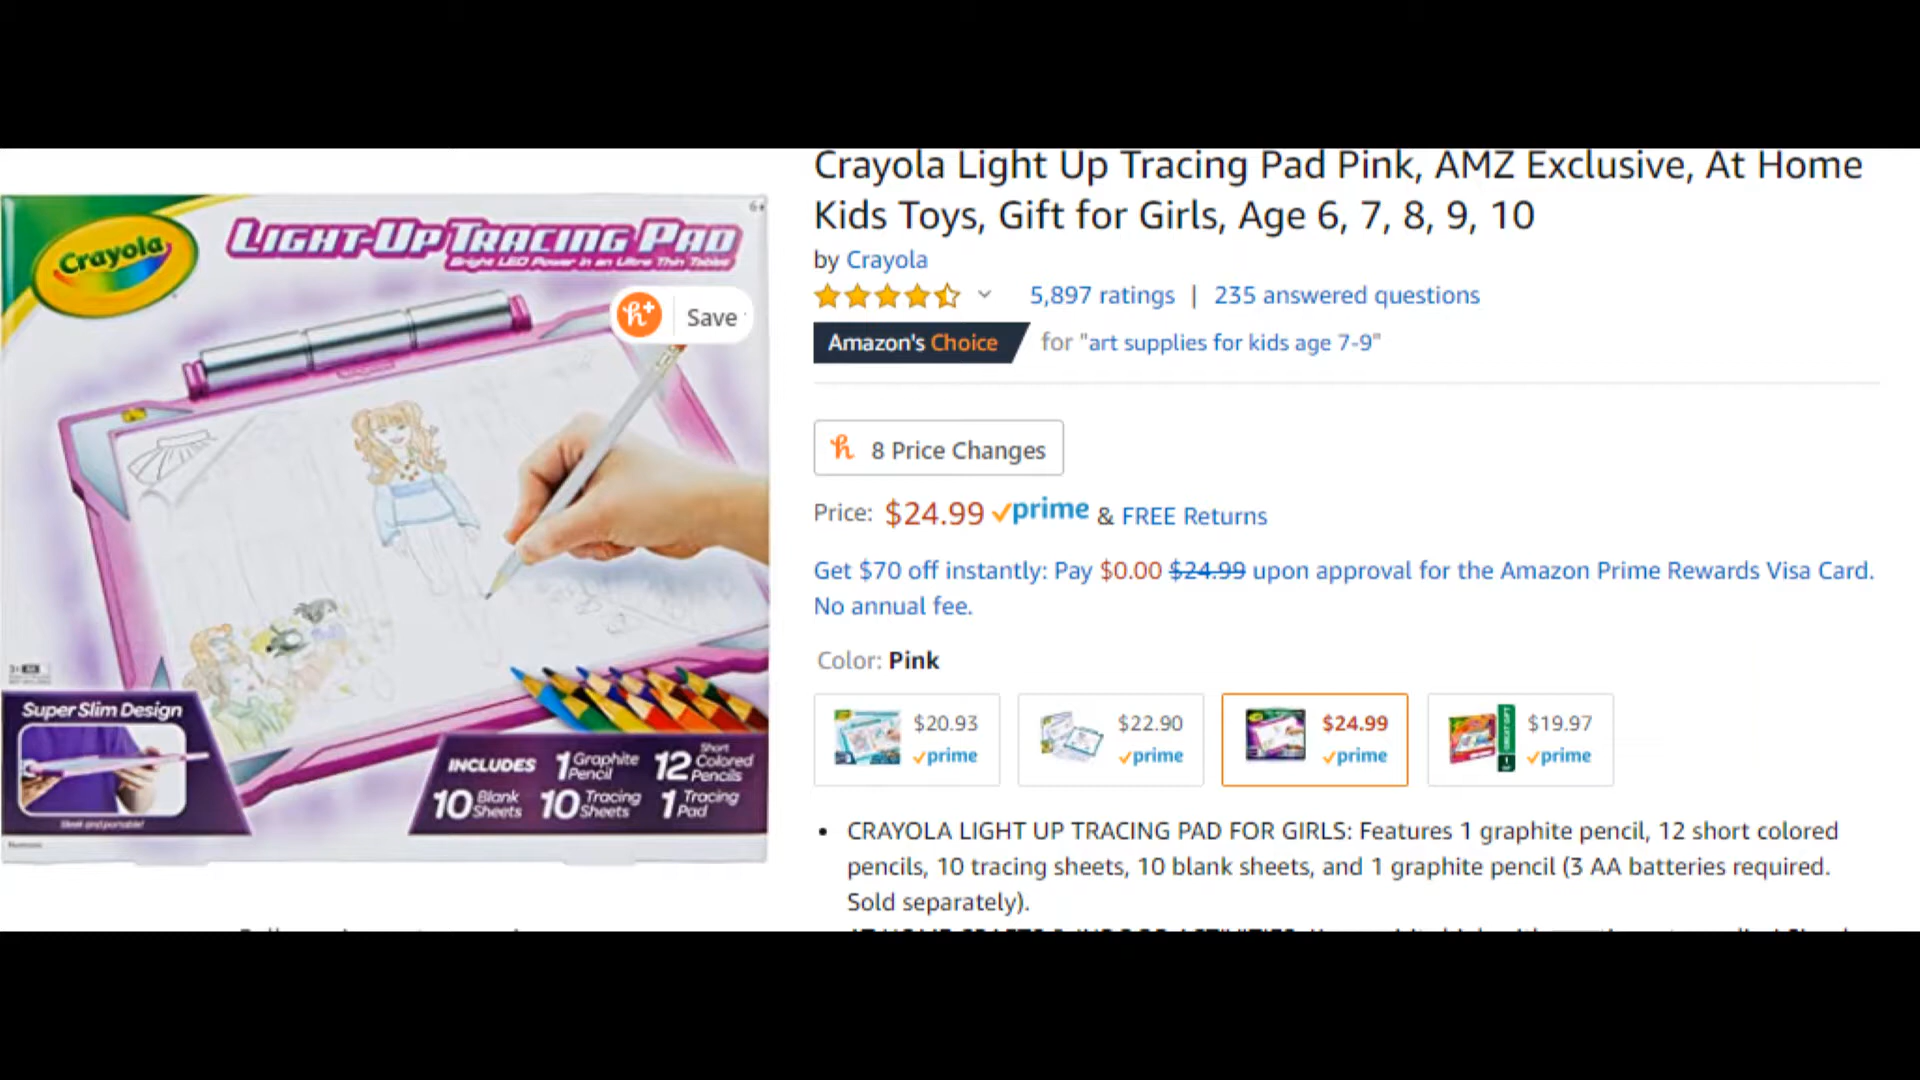 Crayola Light Up Tracing Pad Pink, AMZ Exclusive, At Home
Kids Toys, Gift for Girls, Age 6, 7, 8, 9, 10
by Crayola
5,897 ratings | 235 answered questions
Amazon's Choice for "art supplies for kids age 7-9"
8 Price Changes
Price: $24.99 prime & FREE Returns
Get $70 off instantly: Pay $0.00 $24.99 upon approval for the Amazon Prime Rewards Visa Card.
No annual fee.
Color: Pink
$20.93 prime
$22.90 prime
$24.99 prime
$19.97 prime
• CRAYOLA LIGHT UP TRACING PAD FOR GIRLS: Features 1 graphite pencil, 12 short colored
pencils, 10 tracing sheets, 10 blank sheets, and 1 graphite pencil (3 AA batteries required.
Sold separately).
6+
Crayola
LIGHT-UP TRACING PAD
Bright LED Power in an Ultra Thin Tablet
h+ Save
Super Slim Design
Sleek and portable!
INCLUDES
1 Graphite Pencil
12 Short Colored Pencils
10 Blank Sheets
10 Tracing Sheets
1 Tracing Pad